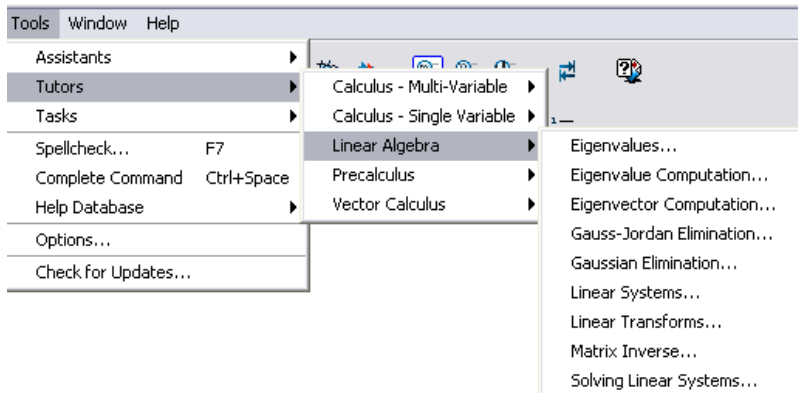 Tools Window Help
Assistants
Tutors
Tasks
Spellcheck... F7
Complete Command Ctrl+Space
Help Database
Options...
Check for Updates...
Calculus - Multi-Variable
Calculus - Single Variable
Linear Algebra
Precalculus
Vector Calculus
Eigenvalues...
Eigenvalue Computation...
Eigenvector Computation...
Gauss-Jordan Elimination...
Gaussian Elimination...
Linear Systems...
Linear Transforms...
Matrix Inverse...
Solving Linear Systems...